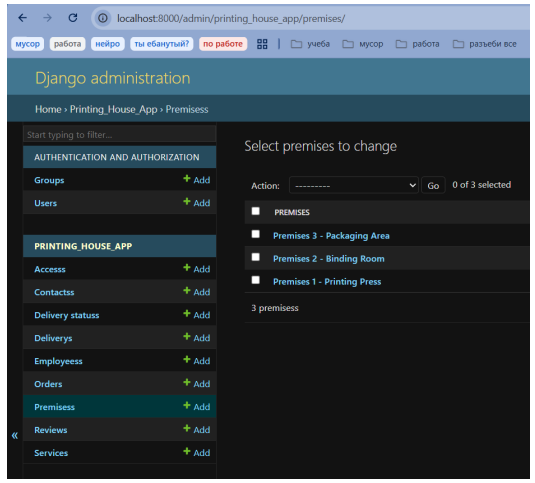 localhost:8000/admin/printing_house_app/premises/
мусор работа нейро ты ебанутый? по работе учеба мусор работа разъеби все
Django administration
Home › Printing_House_App › Premisess
Start typing to filter...
AUTHENTICATION AND AUTHORIZATION
Groups + Add
Users + Add
PRINTING_HOUSE_APP
Accesss + Add
Contactss + Add
Delivery statuss + Add
Deliverys + Add
Employeess + Add
Orders + Add
Premisess + Add
Reviews + Add
Services + Add
«
Select premises to change
Action: --------- Go 0 of 3 selected
PREMISES
Premises 3 - Packaging Area
Premises 2 - Binding Room
Premises 1 - Printing Press
3 premisess